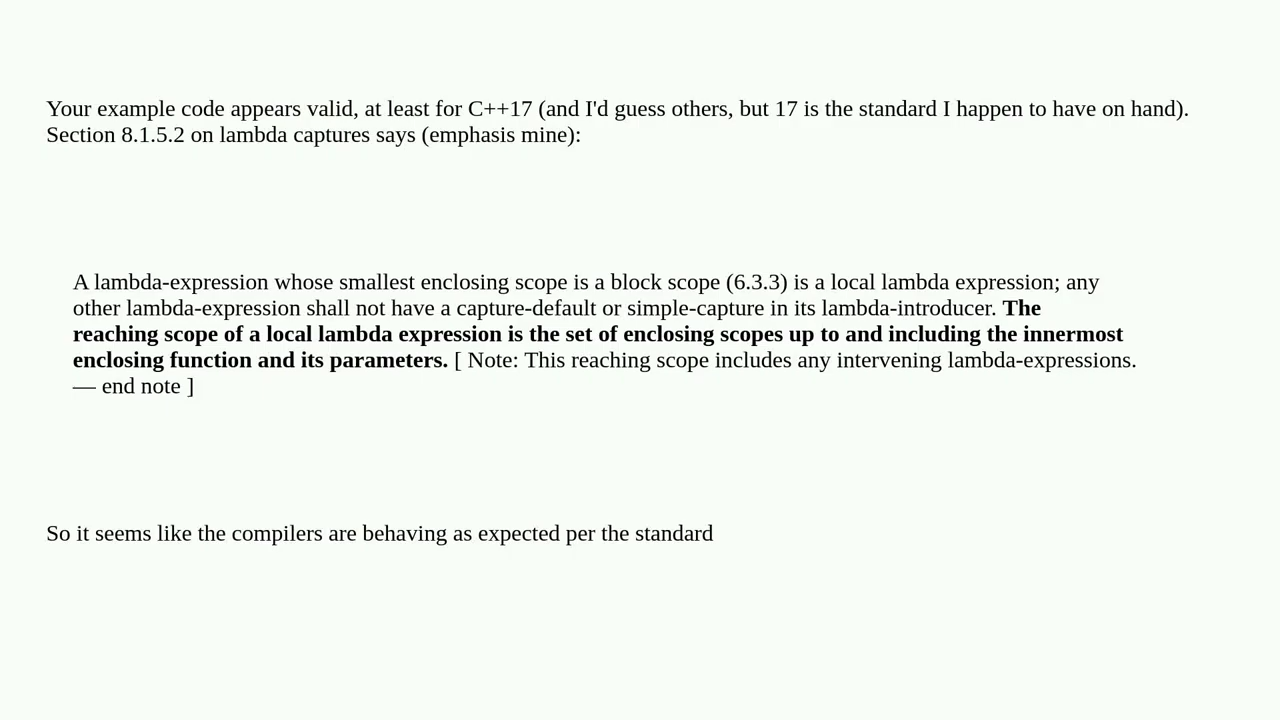 Your example code appears valid, at least for C++17 (and I'd guess others, but 17 is the standard I happen to have on hand).
Section 8.1.5.2 on lambda captures says (emphasis mine):
A lambda-expression whose smallest enclosing scope is a block scope (6.3.3) is a local lambda expression; any
other lambda-expression shall not have a capture-default or simple-capture in its lambda-introducer. The
reaching scope of a local lambda expression is the set of enclosing scopes up to and including the innermost
enclosing function and its parameters. [ Note: This reaching scope includes any intervening lambda-expressions.
— end note ]
So it seems like the compilers are behaving as expected per the standard